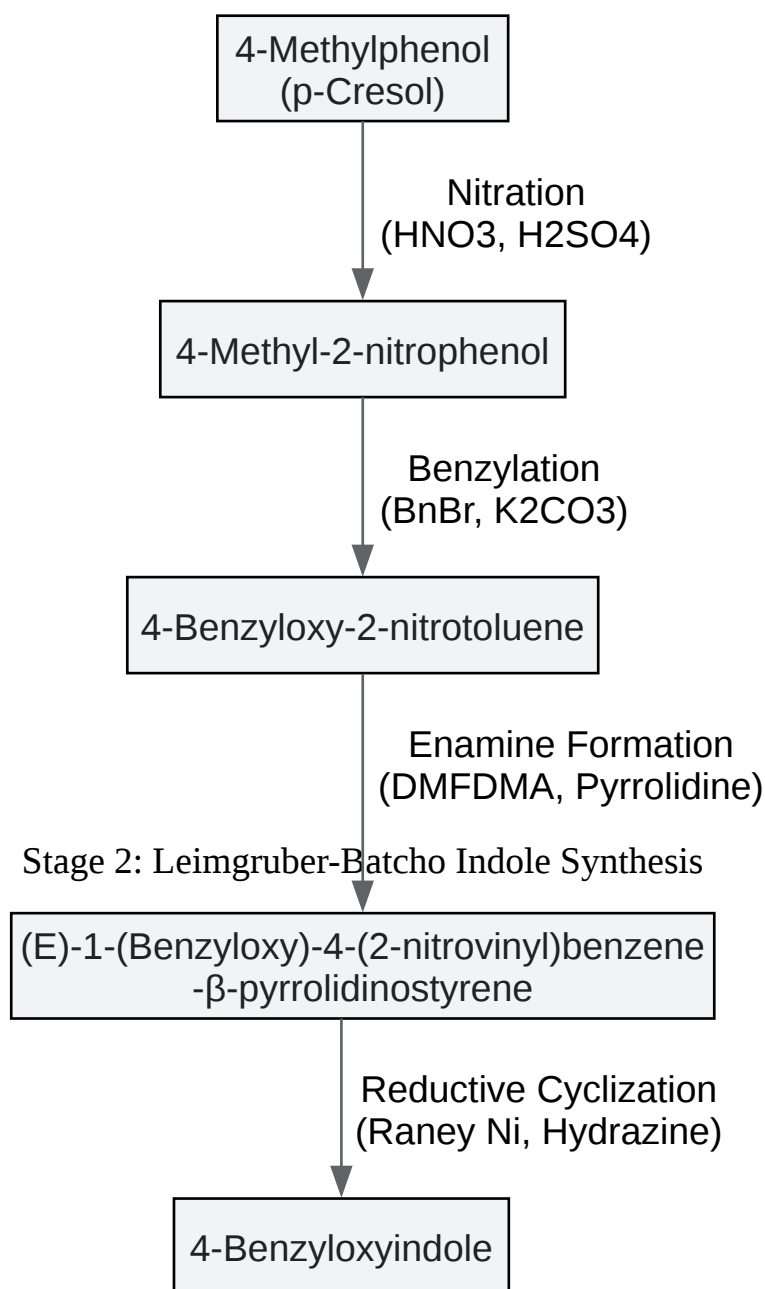 4-Methylphenol
(p-Cresol)
Nitration
(HNO3, H2SO4)
4-Methyl-2-nitrophenol
Benzylation
(BnBr, K2CO3)
4-Benzyloxy-2-nitrotoluene
Enamine Formation
(DMFDMA, Pyrrolidine)
Stage 2: Leimgruber-Batcho Indole Synthesis
(E)-1-(Benzyloxy)-4-(2-nitrovinyl)benzene
-β-pyrrolidinostyrene
Reductive Cyclization
(Raney Ni, Hydrazine)
4-Benzyloxyindole